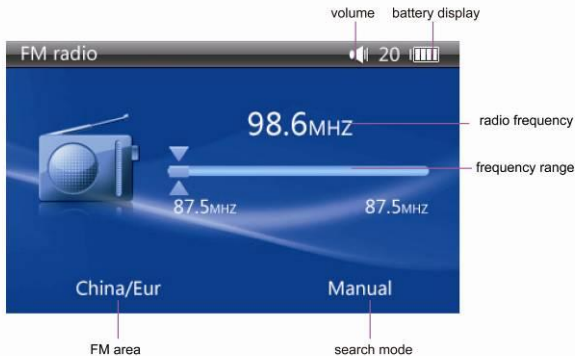 volume battery display
FM radio 20
98.6MHZ radio frequency
frequency range
87.5MHZ 87.5MHZ
China/Eur Manual
FM area search mode